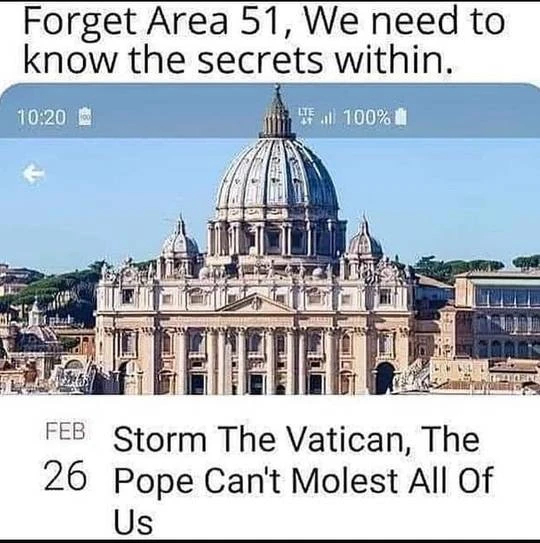 Forget Area 51, We need to
know the secrets within.
10:20 LTE 100%
FEB
26
Storm The Vatican, The
Pope Can't Molest All Of
Us